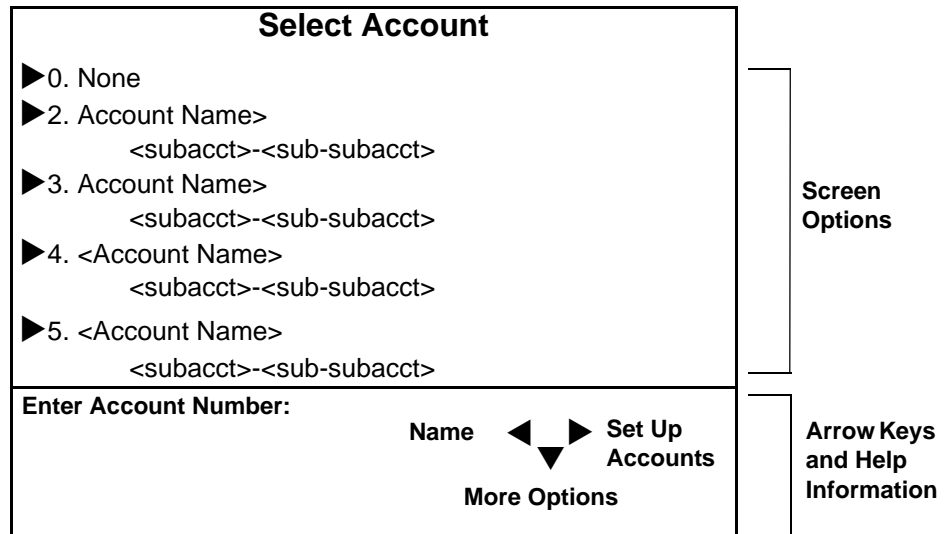 Select Account
▶0. None
▶2. Account Name>
<subacct>-<sub-subacct>
▶3. Account Name>
<subacct>-<sub-subacct>
▶4. <Account Name>
<subacct>-<sub-subacct>
▶5. <Account Name>
<subacct>-<sub-subacct>
Screen
Options
Enter Account Number:
Name ◀ ▶ Set Up
Accounts
▼
More Options
Arrow Keys
and Help
Information